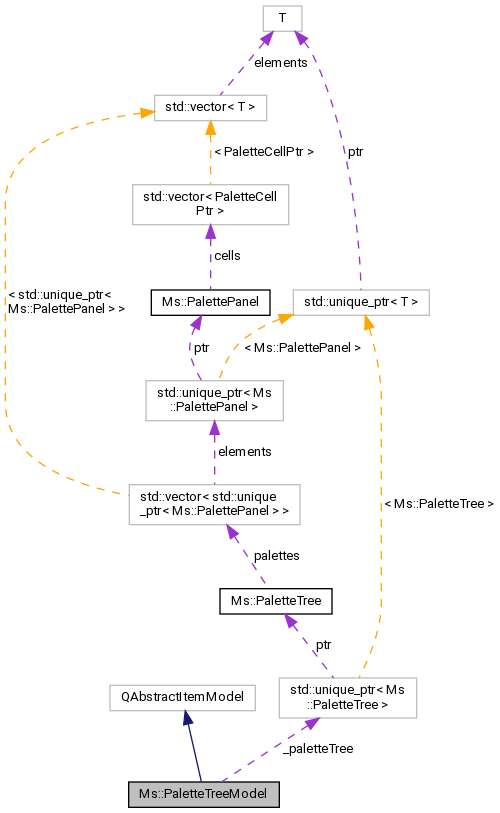 T
elements
std::vector< T >
ptr
< PaletteCellPtr >
std::vector< PaletteCell
Ptr >
cells
< std::unique_ptr<
Ms::PalettePanel > >
Ms::PalettePanel
std::unique_ptr< T >
ptr
< Ms::PalettePanel >
std::unique_ptr< Ms
::PalettePanel >
elements
std::vector< std::unique
_ptr< Ms::PalettePanel > >
< Ms::PaletteTree >
palettes
Ms::PaletteTree
ptr
std::unique_ptr< Ms
::PaletteTree >
QAbstractItemModel
_paletteTree
Ms::PaletteTreeModel